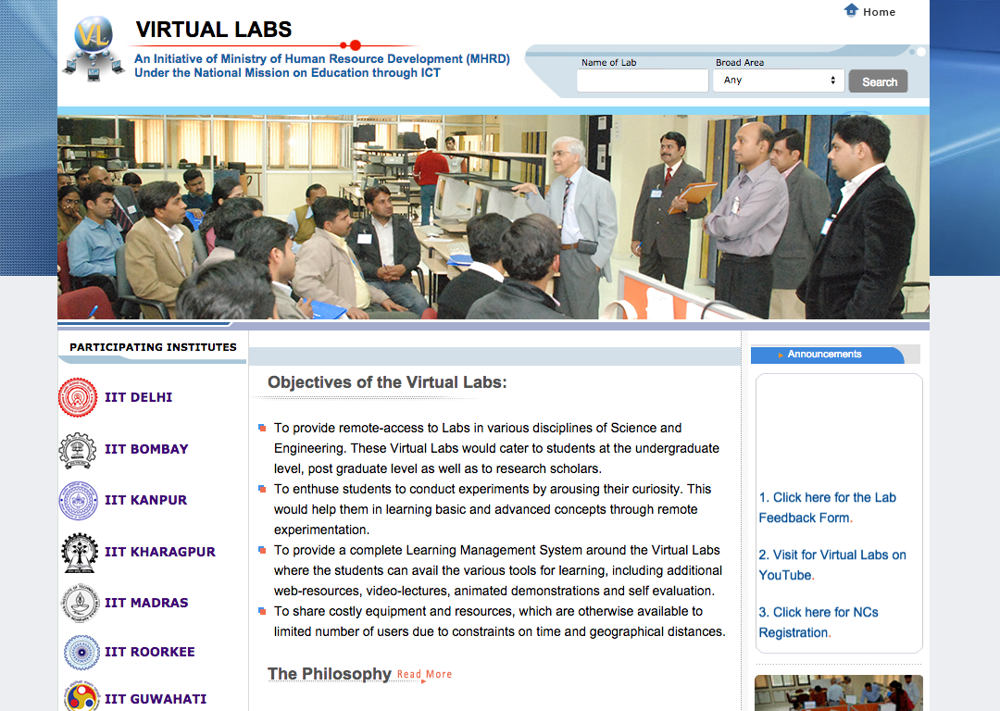 Home
VL
VIRTUAL LABS
An Initiative of Ministry of Human Resource Development (MHRD)
Under the National Mission on Education through ICT
Name of Lab
Broad Area
Any
Search
PARTICIPATING INSTITUTES
IIT DELHI
IIT BOMBAY
IIT KANPUR
IIT KHARAGPUR
IIT MADRAS
IIT ROORKEE
IIT GUWAHATI
Objectives of the Virtual Labs:
To provide remote-access to Labs in various disciplines of Science and
Engineering. These Virtual Labs would cater to students at the undergraduate
level, post graduate level as well as to research scholars.
To enthuse students to conduct experiments by arousing their curiosity. This
would help them in learning basic and advanced concepts through remote
experimentation.
To provide a complete Learning Management System around the Virtual Labs
where the students can avail the various tools for learning, including additional
web-resources, video-lectures, animated demonstrations and self evaluation.
To share costly equipment and resources, which are otherwise available to
limited number of users due to constraints on time and geographical distances.
The Philosophy Read More
Announcements
1. Click here for the Lab
Feedback Form.
2. Visit for Virtual Labs on
YouTube.
3. Click here for NCs
Registration.